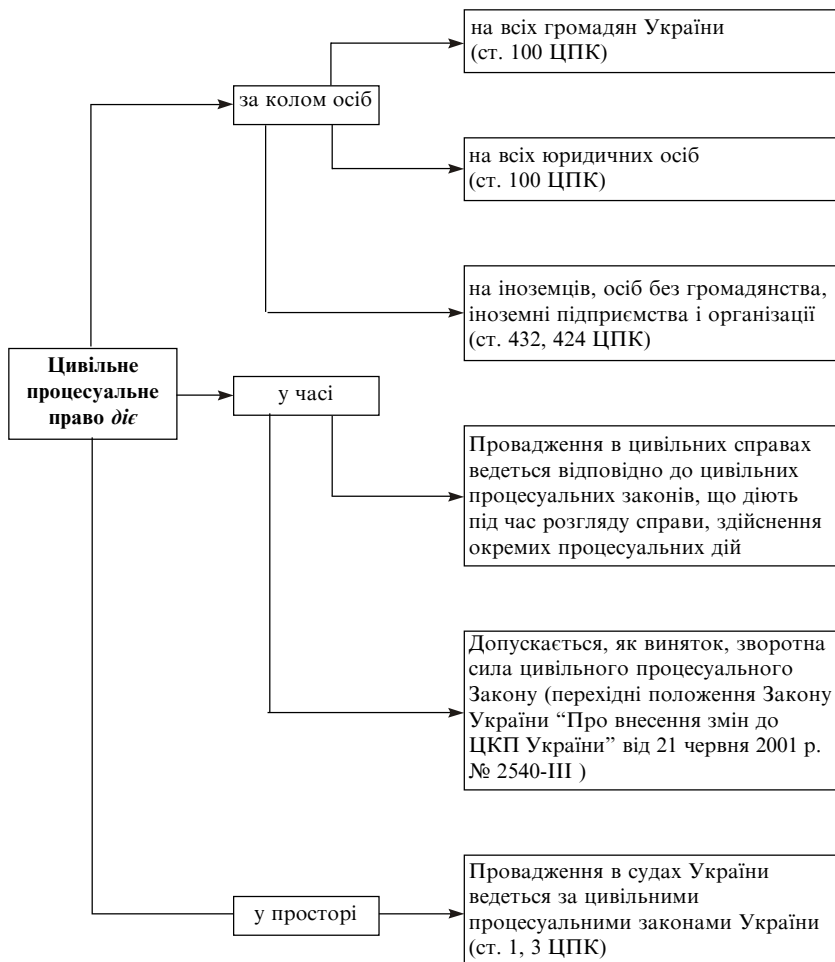 на всіх громадян України
(ст. 100 ЦПК)
за колом осіб
на всіх юридичних осіб
(ст. 100 ЦПК)
на іноземців, осіб без громадянства,
іноземні підприємства і організації
(ст. 432, 424 ЦПК)
Цивільне
процесуальне
право діє
у часі
Провадження в цивільних справах
ведеться відповідно до цивільних
процесуальних законів, що діють
під час розгляду справи, здійснення
окремих процесуальних дій
Допускається, як виняток, зворотна
сила цивільного процесуального
Закону (перехідні положення Закону
України “Про внесення змін до
ЦКП України” від 21 червня 2001 р.
№ 2540-III )
у просторі
Провадження в судах України
ведеться за цивільними
процесуальними законами України
(ст. 1, 3 ЦПК)